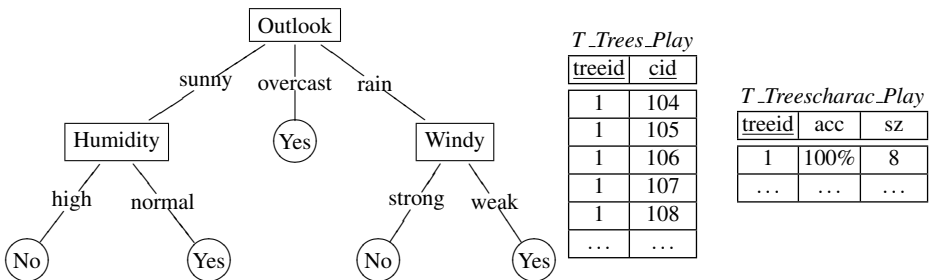 Outlook
sunny overcast rain
Humidity Yes Windy
high normal strong weak
No Yes No Yes
T_Trees_Play
treeid cid
1 104
1 105
1 106
1 107
1 108
... ...
T_Treescharac_Play
treeid acc sz
1 100% 8
... ... ...